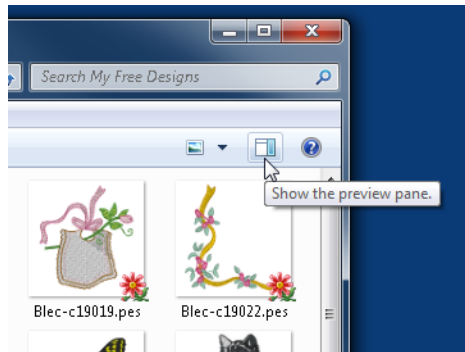 Search My Free Designs
Show the preview pane.
Blec-c19019.pes
Blec-c19022.pes